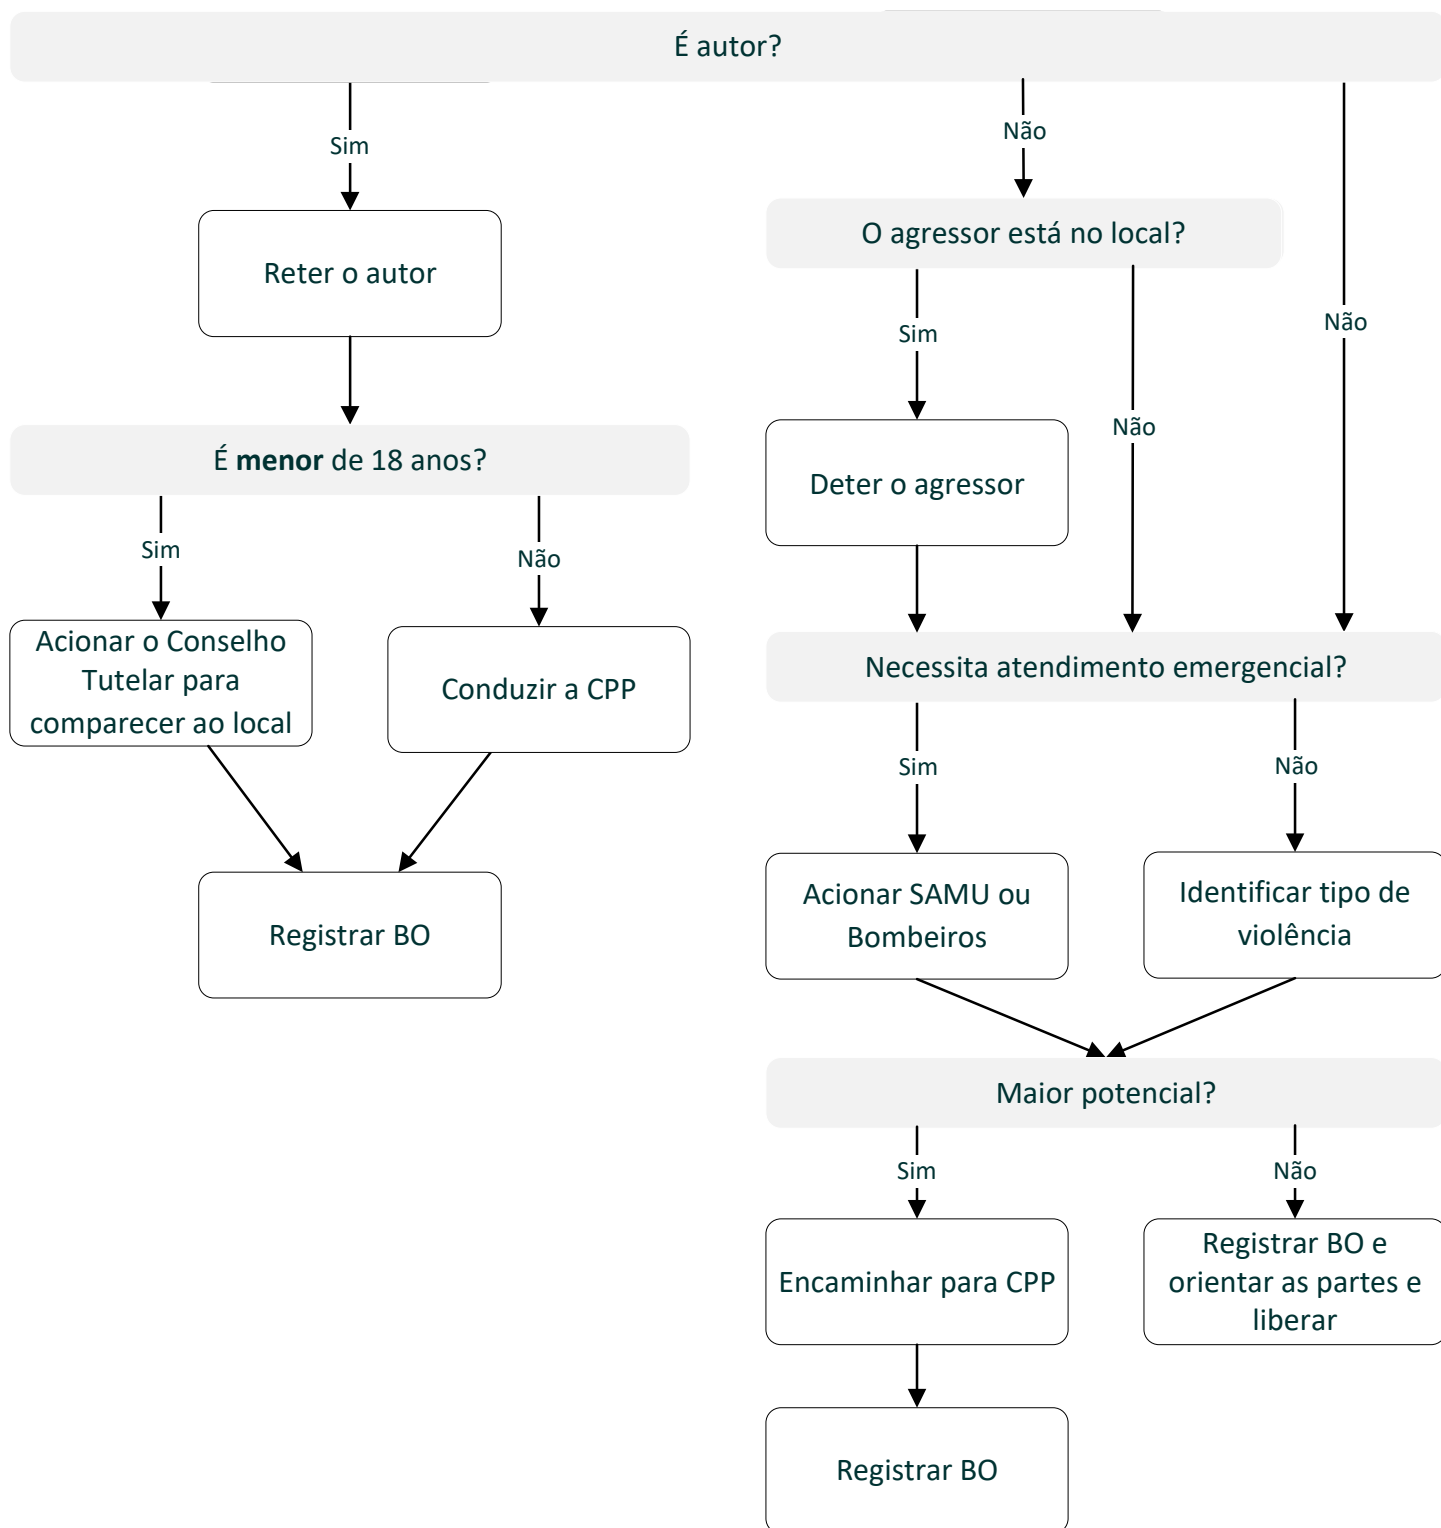 É autor?
Sim
Não
Não
O agressor está no local?
Reter o autor
Sim
Não
É menor de 18 anos?
Deter o agressor
Sim
Não
Acionar o Conselho
Tutelar para
comparecer ao local
Conduzir a CPP
Necessita atendimento emergencial?
Sim
Não
Registrar BO
Acionar SAMU ou
Bombeiros
Identificar tipo de
violência
Maior potencial?
Sim
Não
Encaminhar para CPP
Registrar BO e
orientar as partes e
liberar
Registrar BO